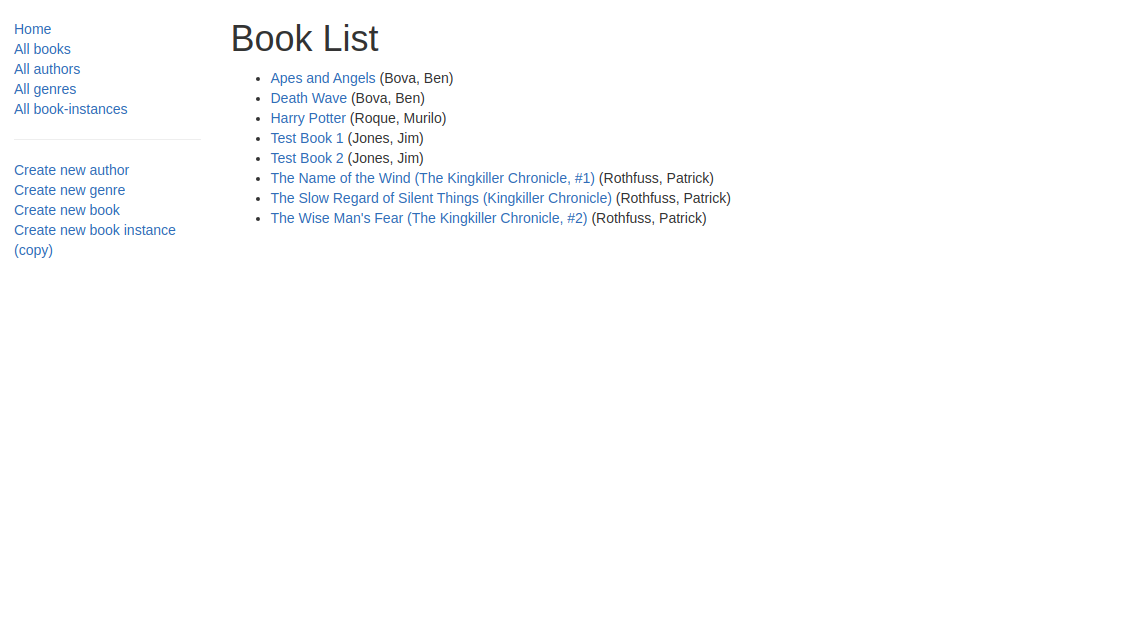 Home
All books
All authors
All genres
All book-instances
Create new author
Create new genre
Create new book
Create new book instance
(copy)
Book List
Apes and Angels (Bova, Ben)
Death Wave (Bova, Ben)
Harry Potter (Roque, Murilo)
Test Book 1 (Jones, Jim)
Test Book 2 (Jones, Jim)
The Name of the Wind (The Kingkiller Chronicle, #1) (Rothfuss, Patrick)
The Slow Regard of Silent Things (Kingkiller Chronicle) (Rothfuss, Patrick)
The Wise Man's Fear (The Kingkiller Chronicle, #2) (Rothfuss, Patrick)